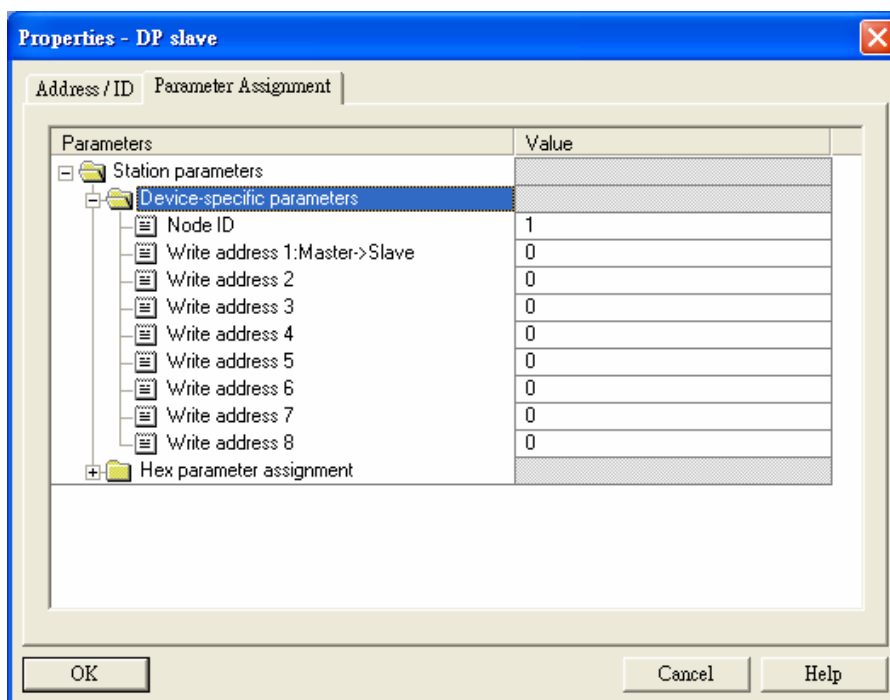 Properties - DP slave
Address / ID Parameter Assignment
Parameters Value
Station parameters
Device-specific parameters
Node ID 1
Write address 1:Master->Slave 0
Write address 2 0
Write address 3 0
Write address 4 0
Write address 5 0
Write address 6 0
Write address 7 0
Write address 8 0
Hex parameter assignment
OK Cancel Help